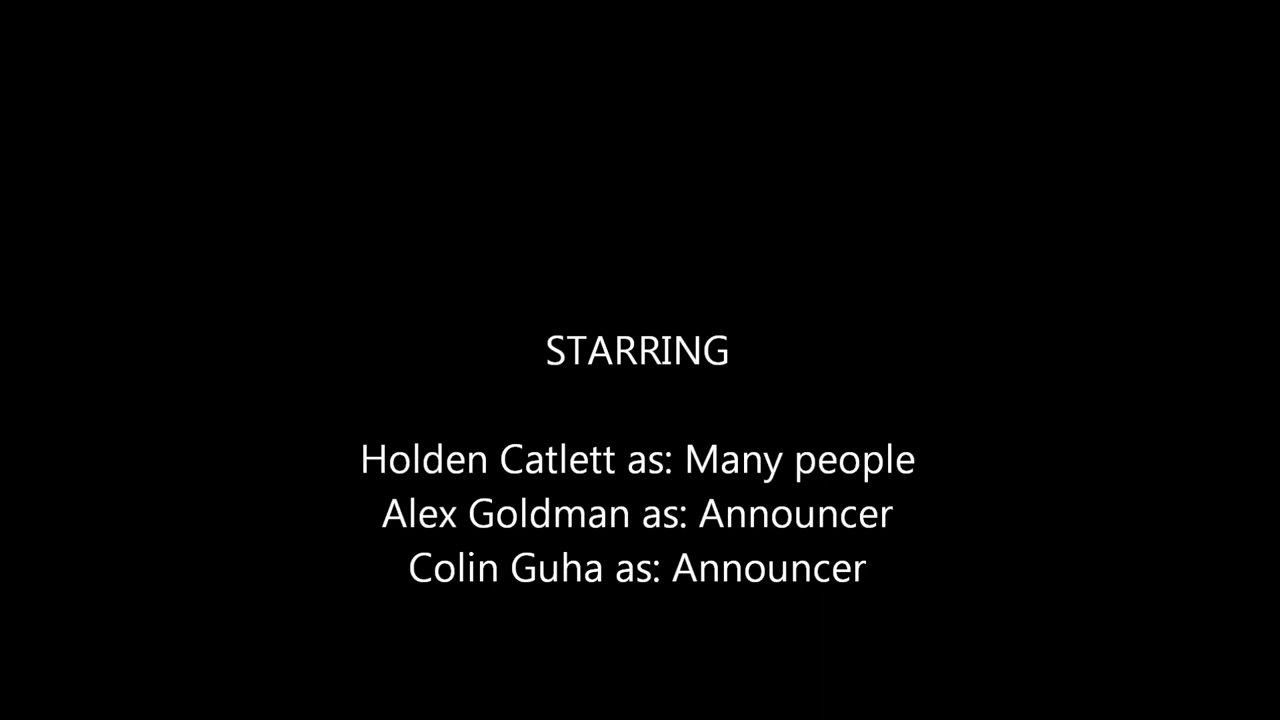 STARRING
Holden Catlett as: Many people
Alex Goldman as: Announcer
Colin Guha as: Announcer